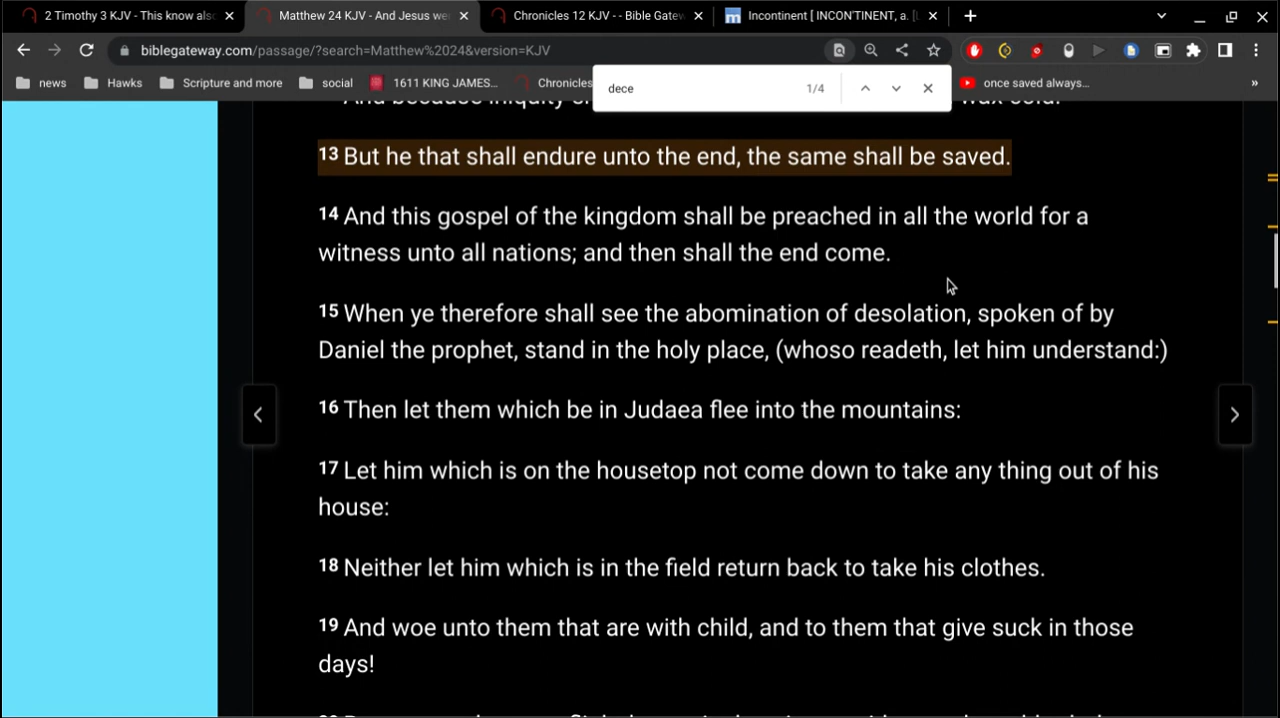 2 Timothy 3 KJV - This know als
Matthew 24 KJV - And Jesus we
Chronicles 12 KJV - - Bible Gatew
Incontinent [ INCON'TINENT, a. [L
biblegateway.com/passage/?search=Matthew%2024&version=KJV
news
Hawks
Scripture and more
social
1611 KING JAMES...
Chronicles
once saved always...
»
dece
1/4
And because iniquity wax cold.
13 But he that shall endure unto the end, the same shall be saved.
14 And this gospel of the kingdom shall be preached in all the world for a
witness unto all nations; and then shall the end come.
15 When ye therefore shall see the abomination of desolation, spoken of by
Daniel the prophet, stand in the holy place, (whoso readeth, let him understand:)
16 Then let them which be in Judaea flee into the mountains:
17 Let him which is on the housetop not come down to take any thing out of his
house:
18 Neither let him which is in the field return back to take his clothes.
19 And woe unto them that are with child, and to them that give suck in those
days!